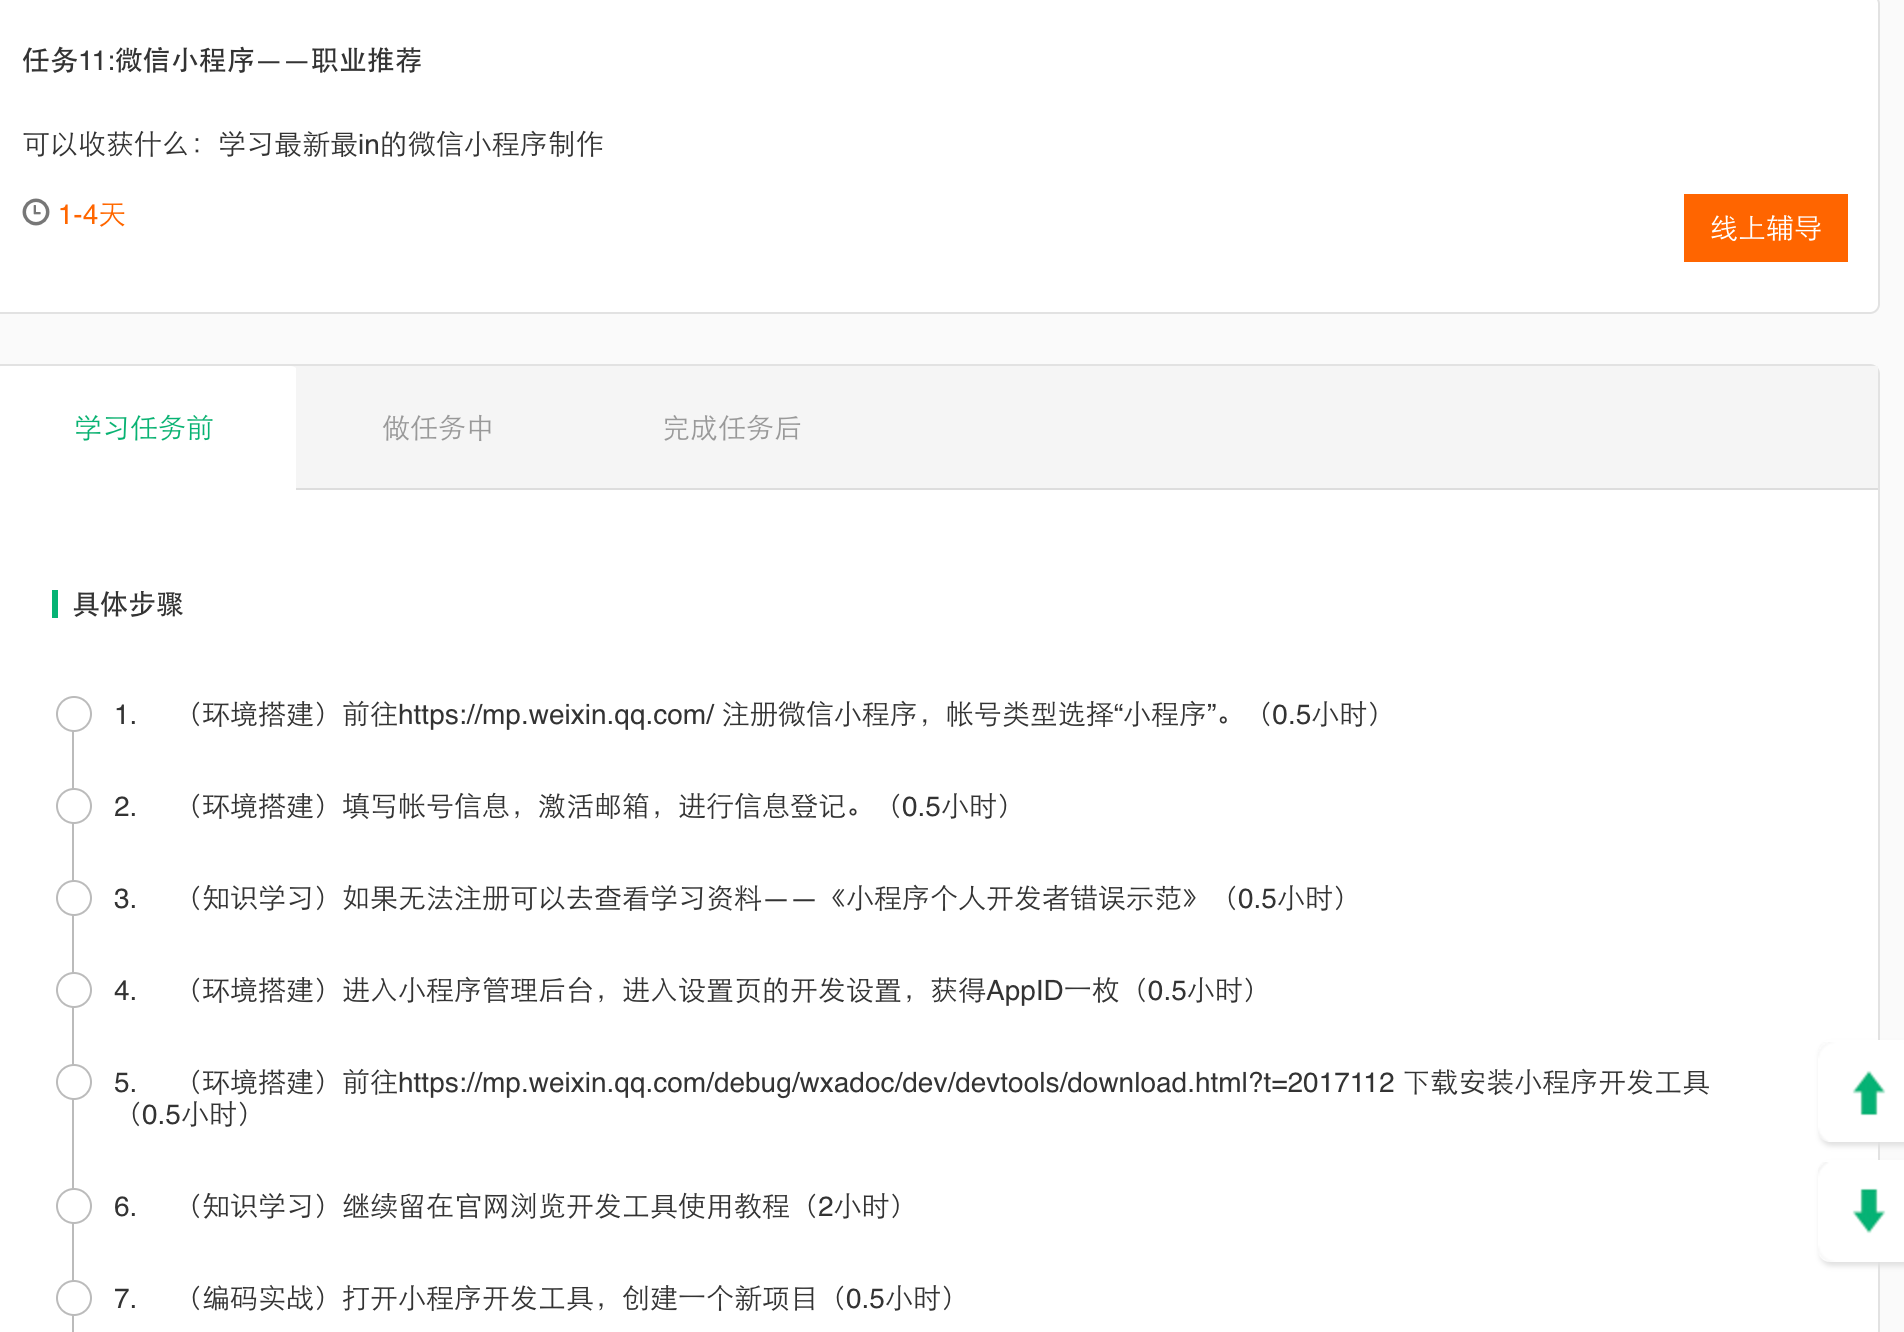 任务11:微信小程序——职业推荐
可以收获什么：学习最新最in的微信小程序制作
1-4天
线上辅导
学习任务前
做任务中
完成任务后
具体步骤
1. （环境搭建）前往https://mp.weixin.qq.com/ 注册微信小程序，帐号类型选择“小程序”。（0.5小时）
2. （环境搭建）填写帐号信息，激活邮箱，进行信息登记。（0.5小时）
3. （知识学习）如果无法注册可以去查看学习资料——《小程序个人开发者错误示范》（0.5小时）
4. （环境搭建）进入小程序管理后台，进入设置页的开发设置，获得AppID一枚（0.5小时）
5. （环境搭建）前往https://mp.weixin.qq.com/debug/wxadoc/dev/devtools/download.html?t=2017112 下载安装小程序开发工具
（0.5小时）
6. （知识学习）继续留在官网浏览开发工具使用教程（2小时）
7. （编码实战）打开小程序开发工具，创建一个新项目（0.5小时）